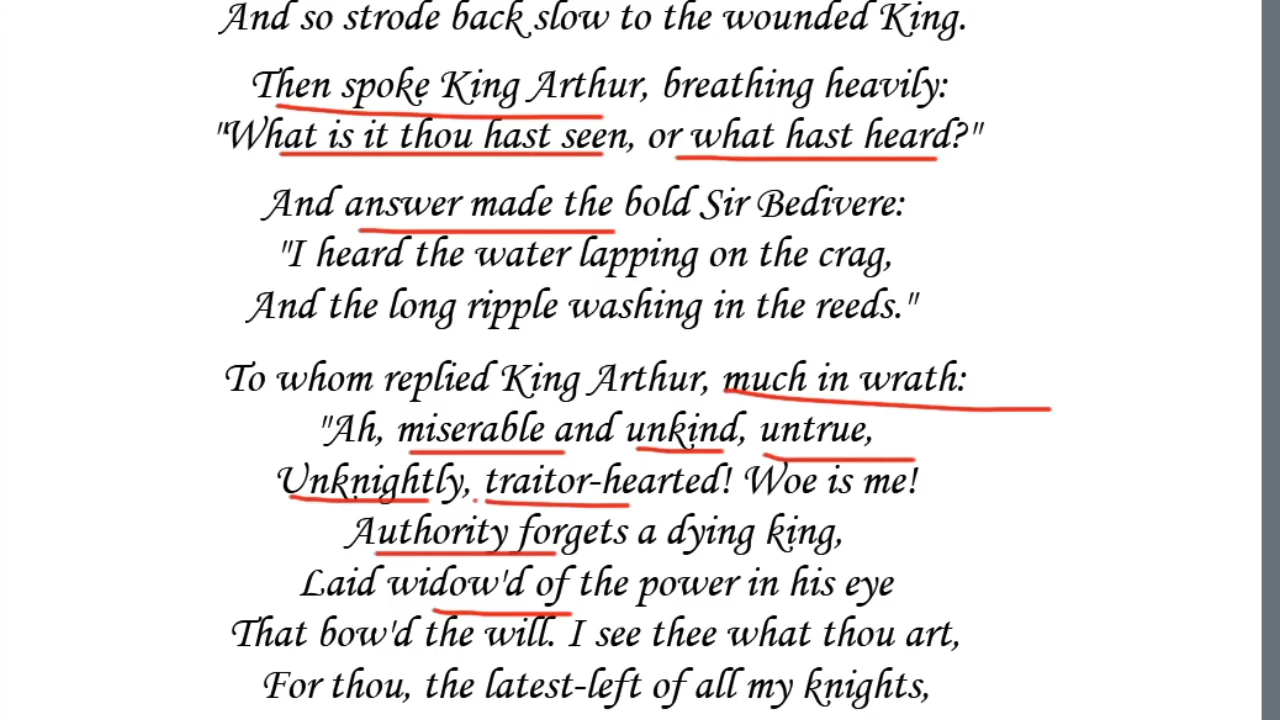 And so strode back slow to the wounded King.
Then spoke King Arthur, breathing heavily:
"What is it thou hast seen, or what hast heard?"
And answer made the bold Sir Bedivere:
"I heard the water lapping on the crag,
And the long ripple washing in the reeds."
To whom replied King Arthur, much in wrath:
"Ah, miserable and unkind, untrue,
Unknightly, traitor-hearted! Woe is me!
Authority forgets a dying king,
Laid widow'd of the power in his eye
That bow'd the will. I see thee what thou art,
For thou, the latest-left of all my knights,